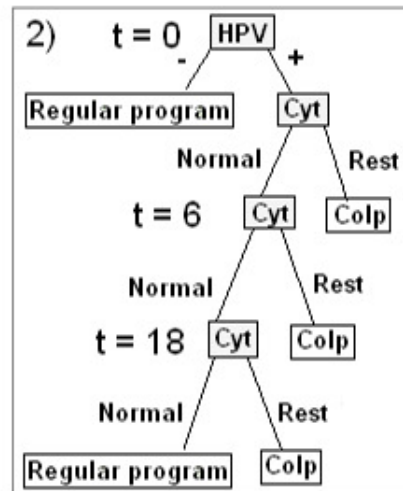 2) t = 0 HPV
- +
Regular program Cyt
Normal Rest
t = 6 Cyt Colp
Normal Rest
t = 18 Cyt Colp
Normal Rest
Regular program Colp